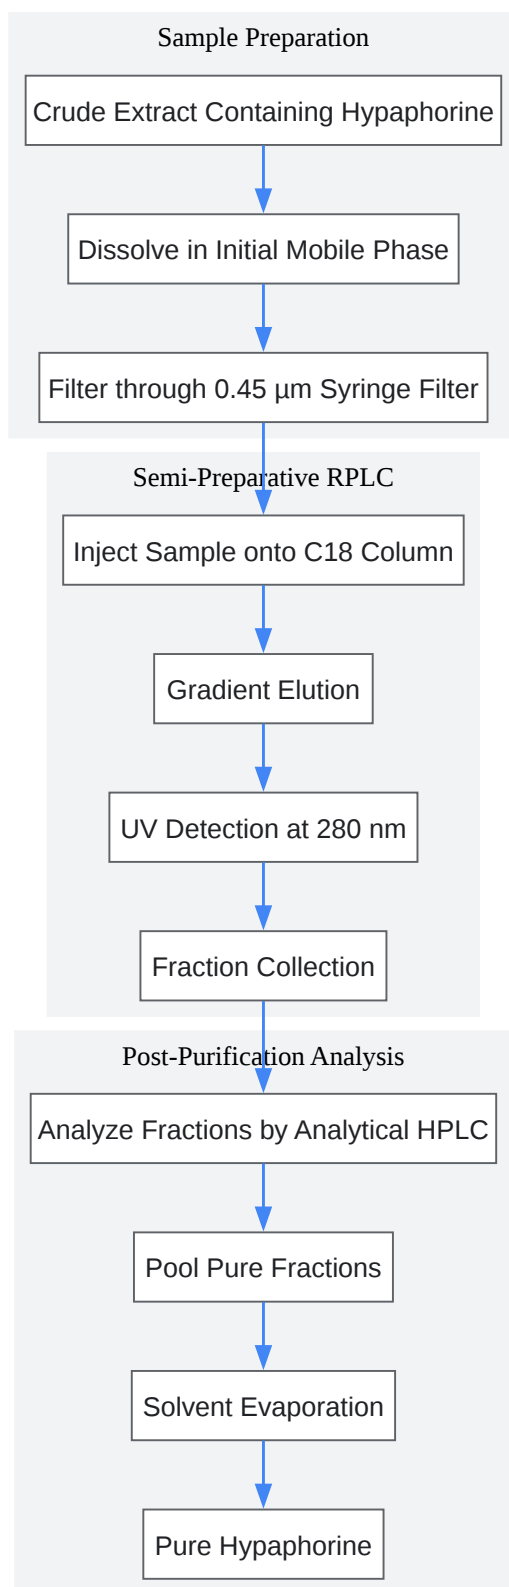 Sample Preparation
Crude Extract Containing Hypaphorine
Dissolve in Initial Mobile Phase
Filter through 0.45 µm Syringe Filter
Semi-Preparative RPLC
Inject Sample onto C18 Column
Gradient Elution
UV Detection at 280 nm
Fraction Collection
Post-Purification Analysis
Analyze Fractions by Analytical HPLC
Pool Pure Fractions
Solvent Evaporation
Pure Hypaphorine